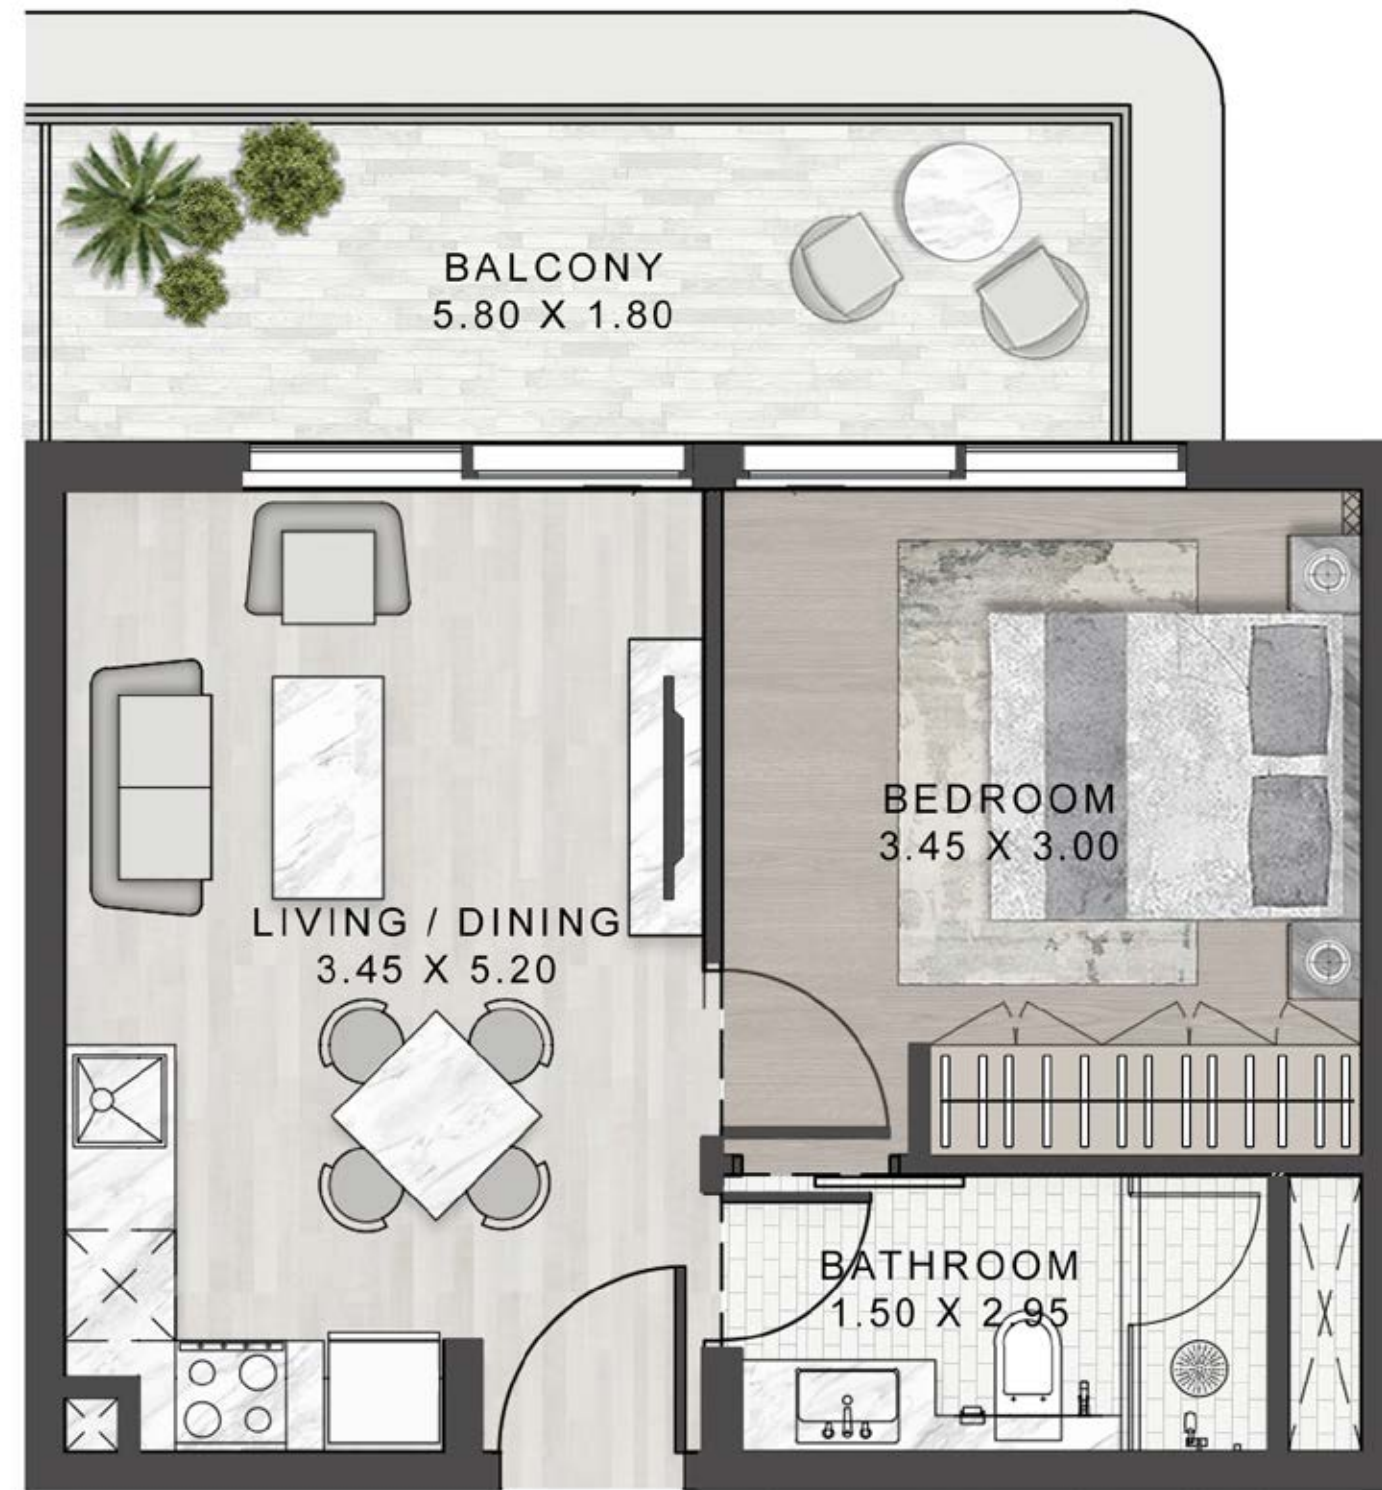 BALCONY
5.80 X 1.80
BEDROOM
3.45 X 3.00
LIVING / DINING
3.45 X 5.20
BATHROOM
1.50 X 2.95